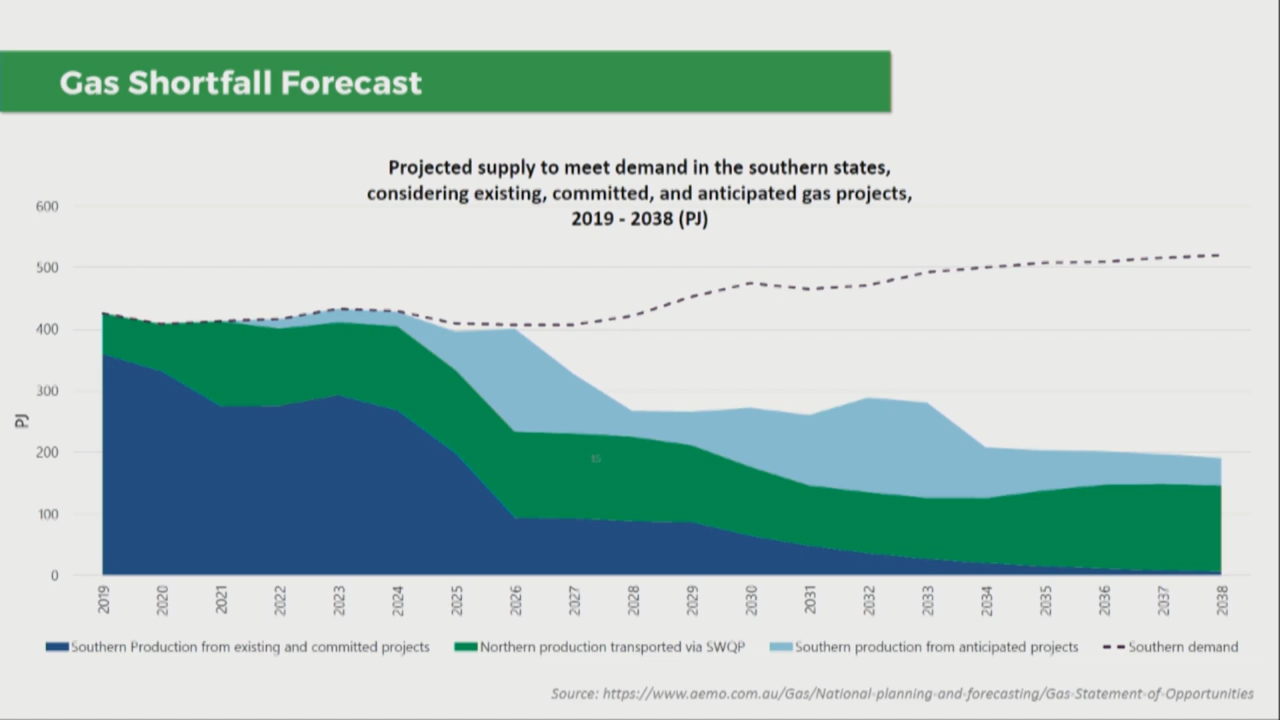 Gas Shortfall Forecast
Projected supply to meet demand in the southern states,
considering existing, committed, and anticipated gas projects,
2019 - 2038 (PJ)
600
500
400
300
200
100
0
PJ
2019 2020 2021 2022 2023 2024 2025 2026 2027 2028 2029 2030 2031 2032 2033 2034 2035 2036 2037 2038
15
Southern Production from existing and committed projects Northern production transported via SWQP Southern production from anticipated projects Southern demand
Source: https://www.aemo.com.au/Gas/National-planning-and-forecasting/Gas-Statement-of-Opportunities